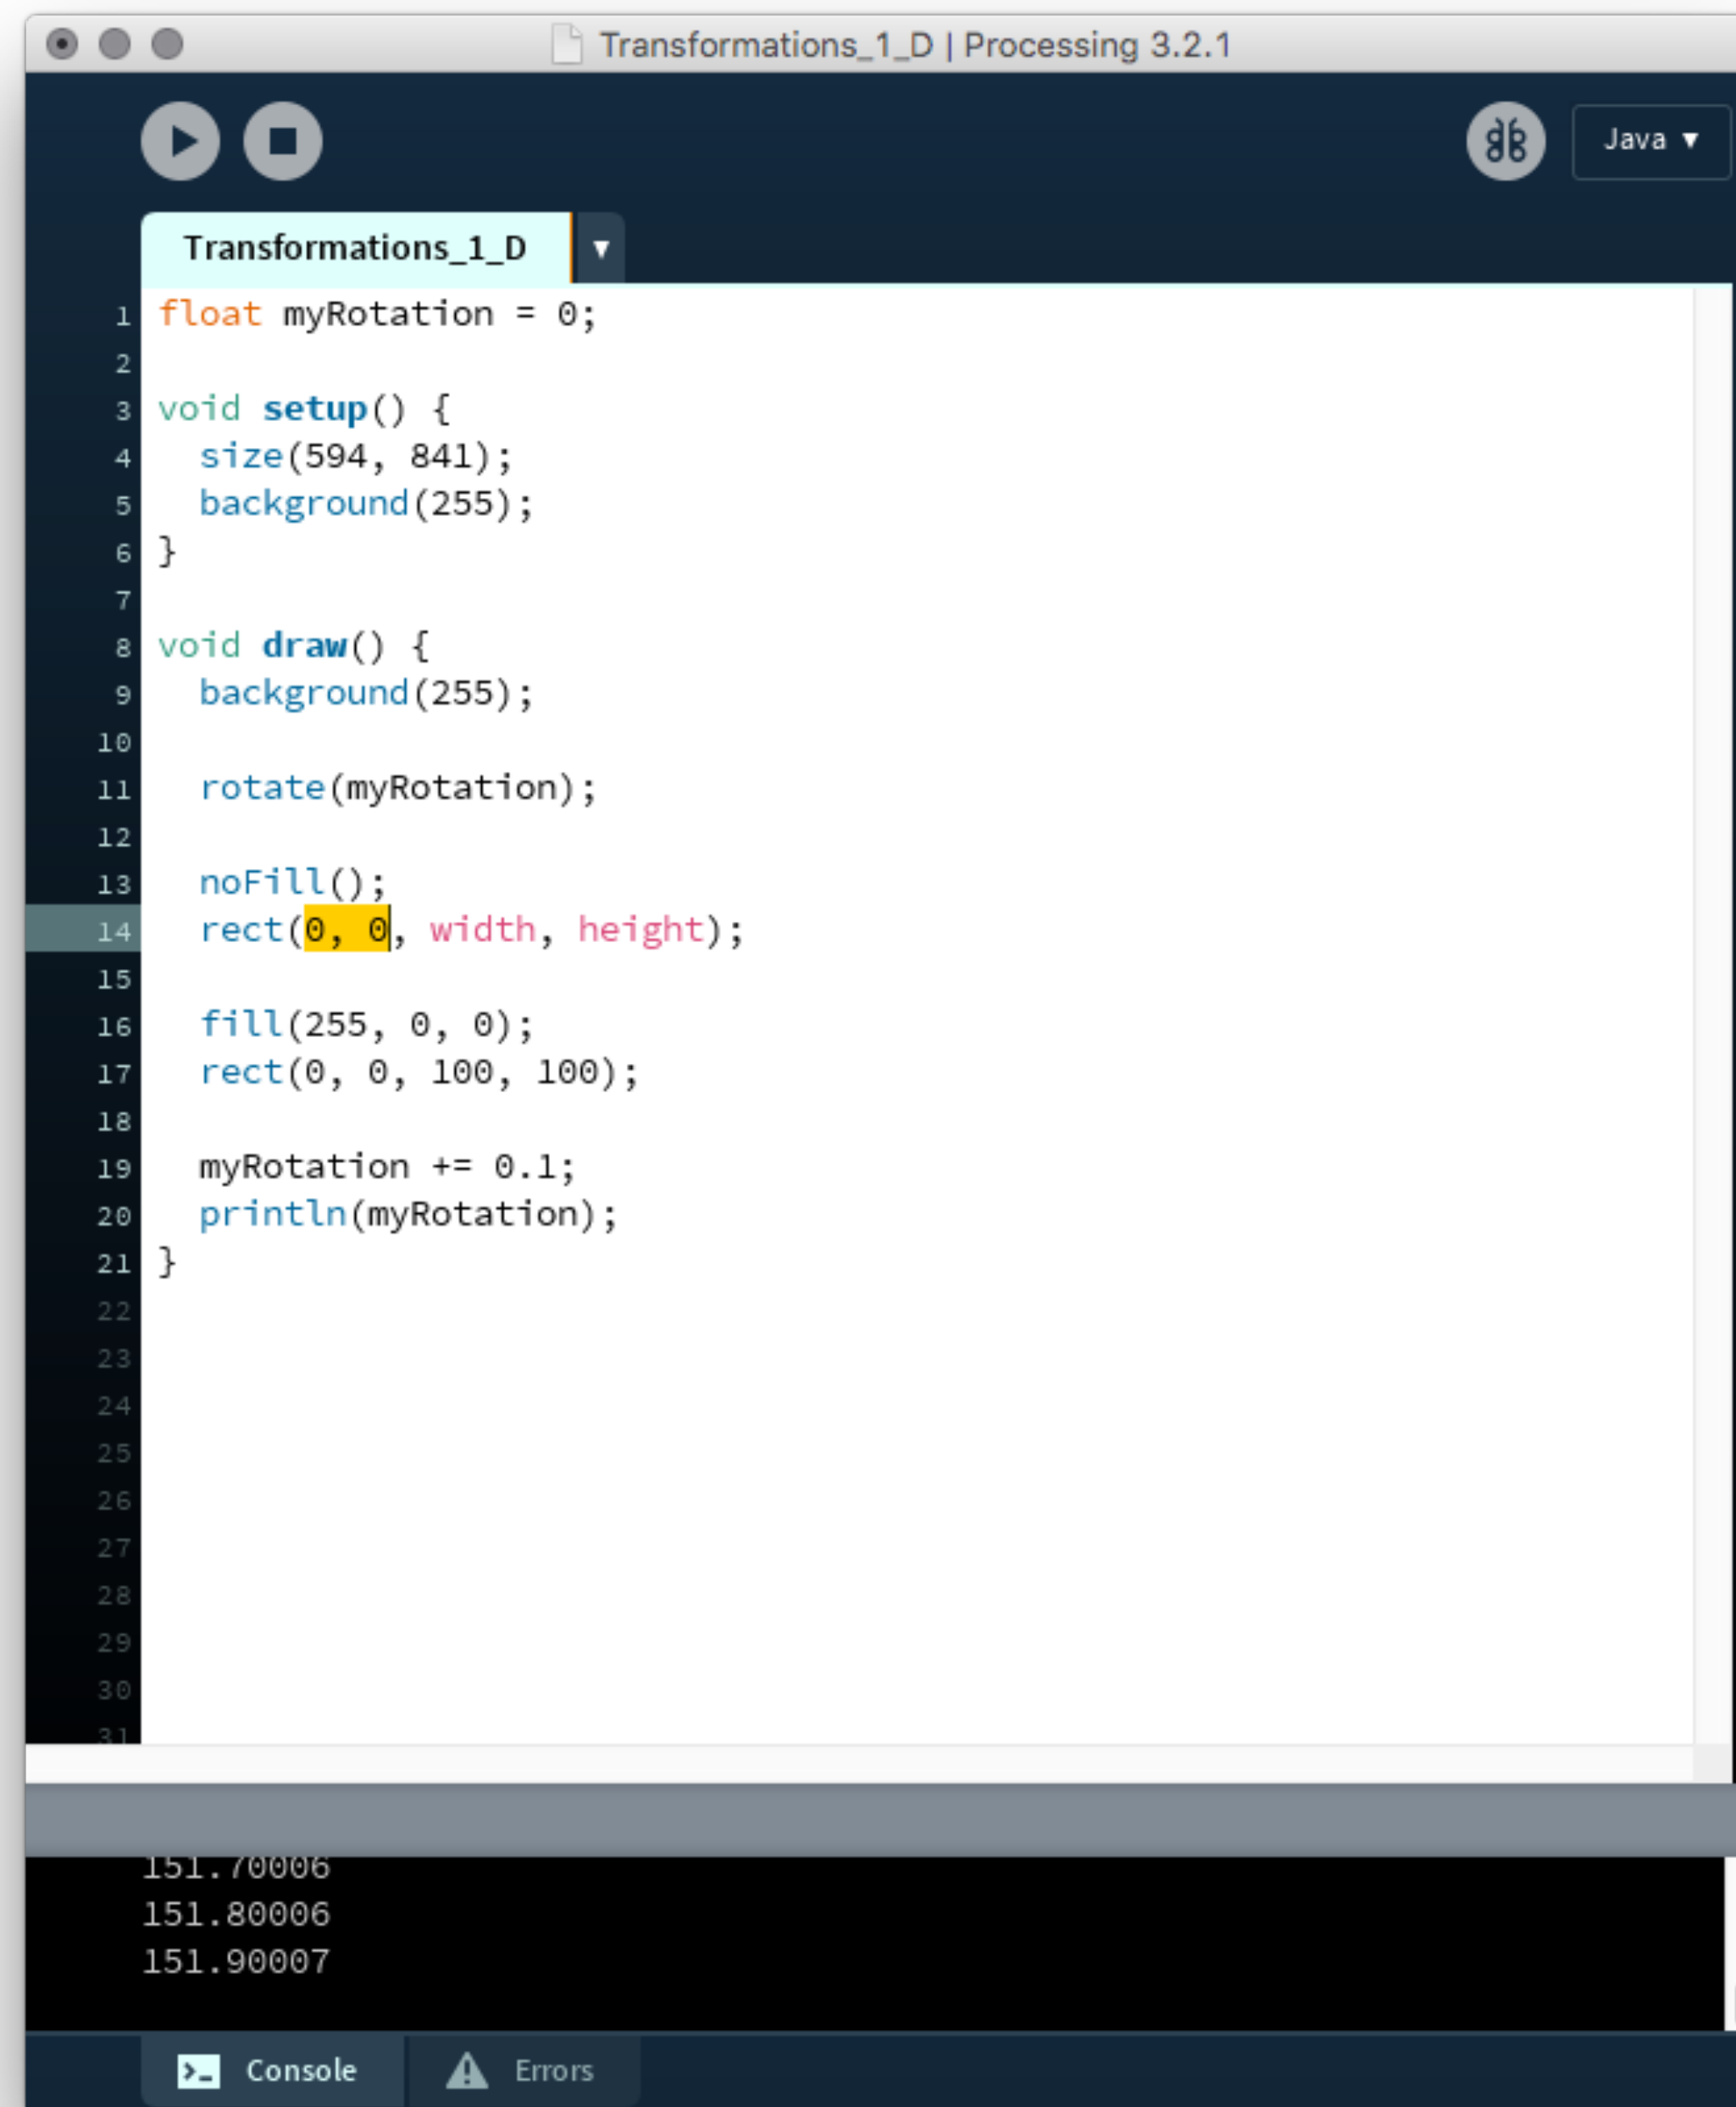 Transformations_1_D | Processing 3.2.1
Java ▼
Transformations_1_D ▼
1 float myRotation = 0;
2
3 void setup() {
4   size(594, 841);
5   background(255);
6 }
7
8 void draw() {
9   background(255);
10
11   rotate(myRotation);
12
13   noFill();
14   rect(0, 0, width, height);
15
16   fill(255, 0, 0);
17   rect(0, 0, 100, 100);
18
19   myRotation += 0.1;
20   println(myRotation);
21 }
22
23
24
25
26
27
28
29
30
31
151.70006
151.80006
151.90007
Console Errors